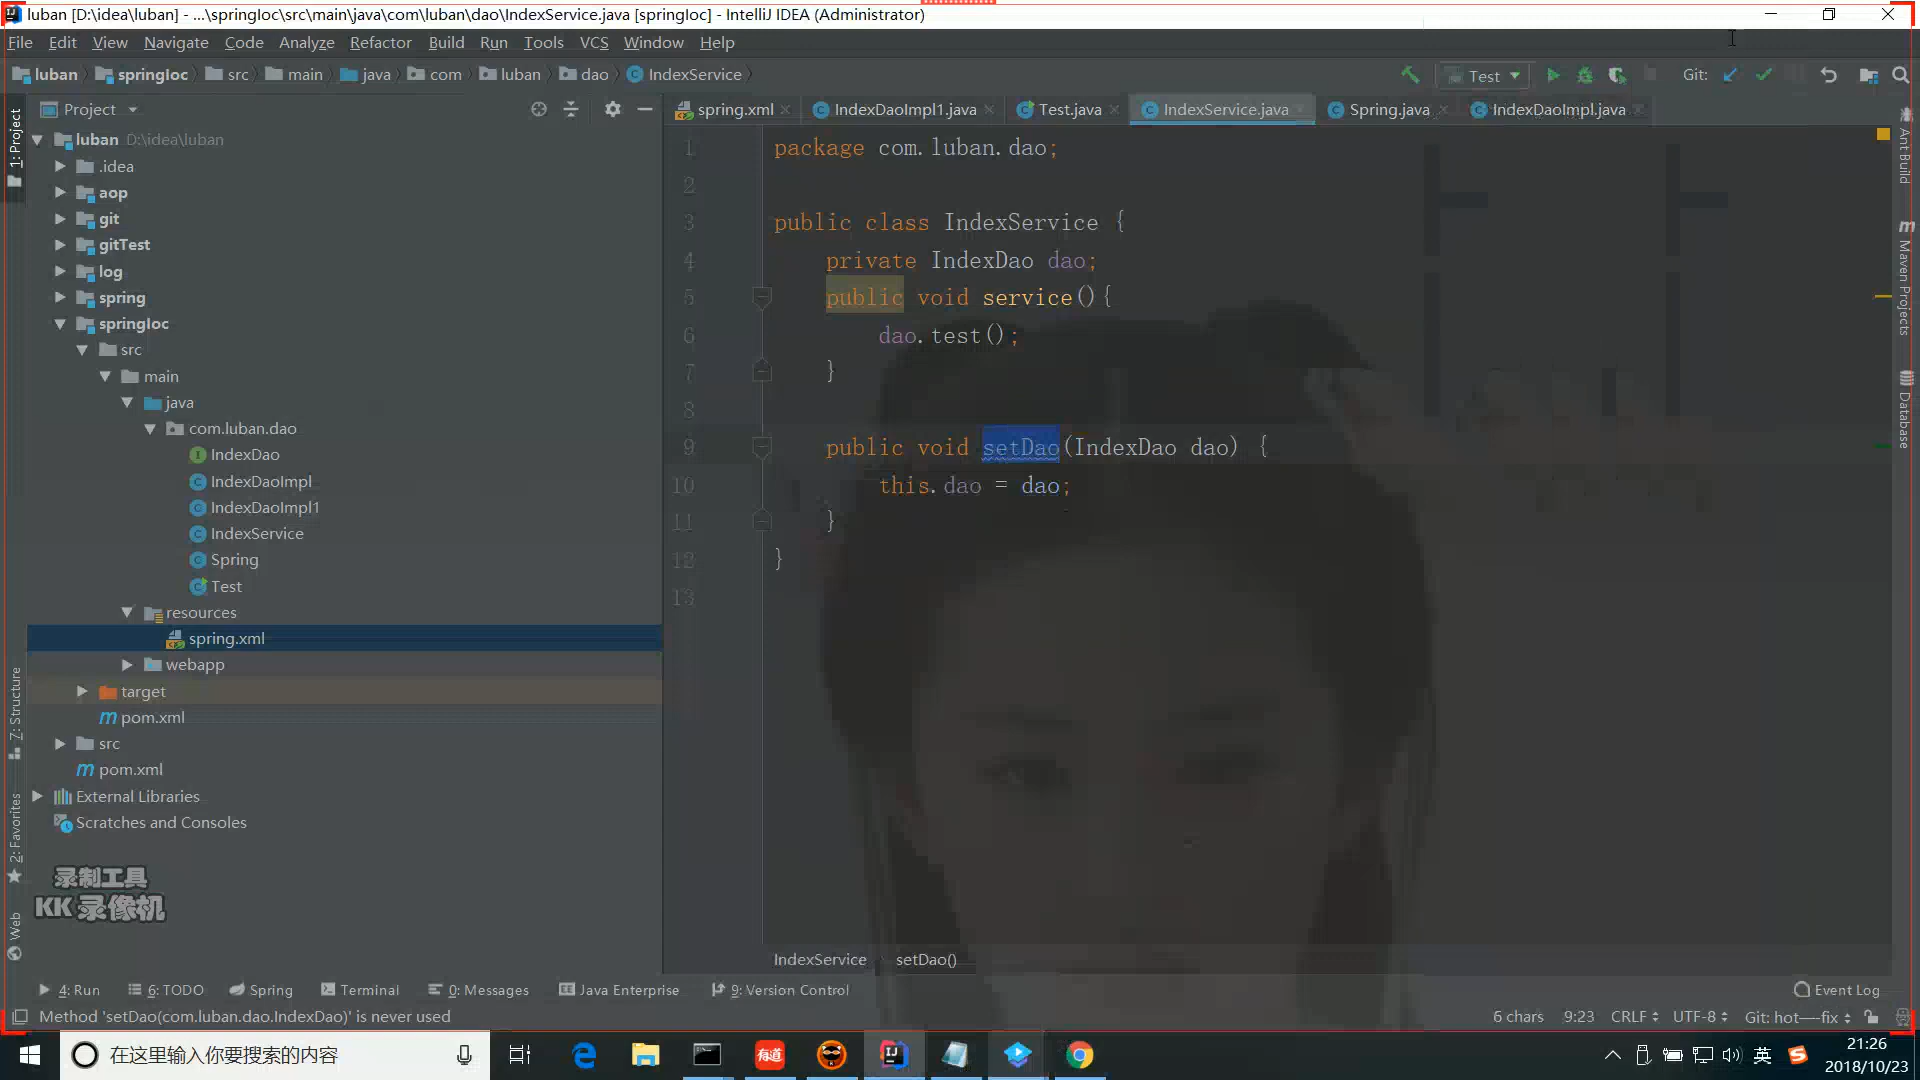 luban [D:\idea\luban] - ...\springIoc\src\main\java\com\luban\dao\IndexService.java [springIoc] - IntelliJ IDEA (Administrator)
File Edit View Navigate Code Analyze Refactor Build Run Tools VCS Window Help
luban springIoc src main java com luban dao IndexService Test Git:
Project
spring.xml IndexDaoImpl1.java Test.java IndexService.java Spring.java IndexDaoImpl.java
1: Project
luban D:\idea\luban
.idea
aop
git
gitTest
log
spring
springIoc
src
main
java
com.luban.dao
IndexDao
IndexDaoImpl
IndexDaoImpl1
IndexService
Spring
Test
resources
spring.xml
webapp
target
pom.xml
src
pom.xml
External Libraries
Scratches and Consoles
Z: Structure
2: Favorites
Web
录制工具
KK 录像机
1 package com.luban.dao;
2
3 public class IndexService {
4 private IndexDao dao;
5 public void service(){
6 dao.test();
7 }
8
9 public void setDao(IndexDao dao) {
10 this.dao = dao;
11 }
12 }
13
Ant Build
Maven Projects
Database
IndexService setDao()
4: Run 6: TODO Spring Terminal 0: Messages Java Enterprise 9: Version Control Event Log
Method 'setDao(com.luban.dao.IndexDao)' is never used 6 chars 9:23 CRLF UTF-8 Git: hot----fix
在这里输入你要搜索的内容
有道
英
21:26
2018/10/23